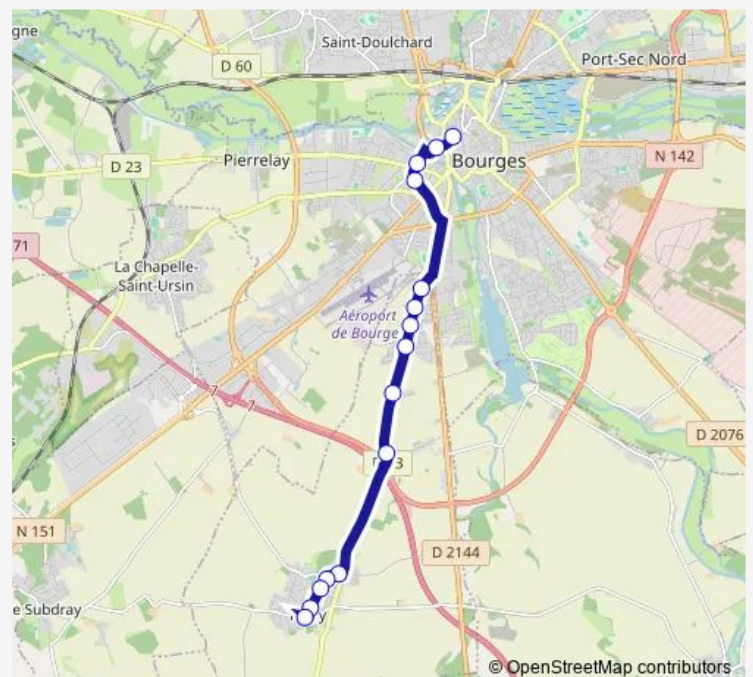 gne
Saint-Doulchard
D 60
Port-Sec Nord
D 23
Pierrelay
Bourges
N 142
71
La Chapelle-
Saint-Ursin
Aéroport
de Bourge
7
7
D 2076
3
N 151
D 2144
e Subdray
© OpenStreetMap contributors